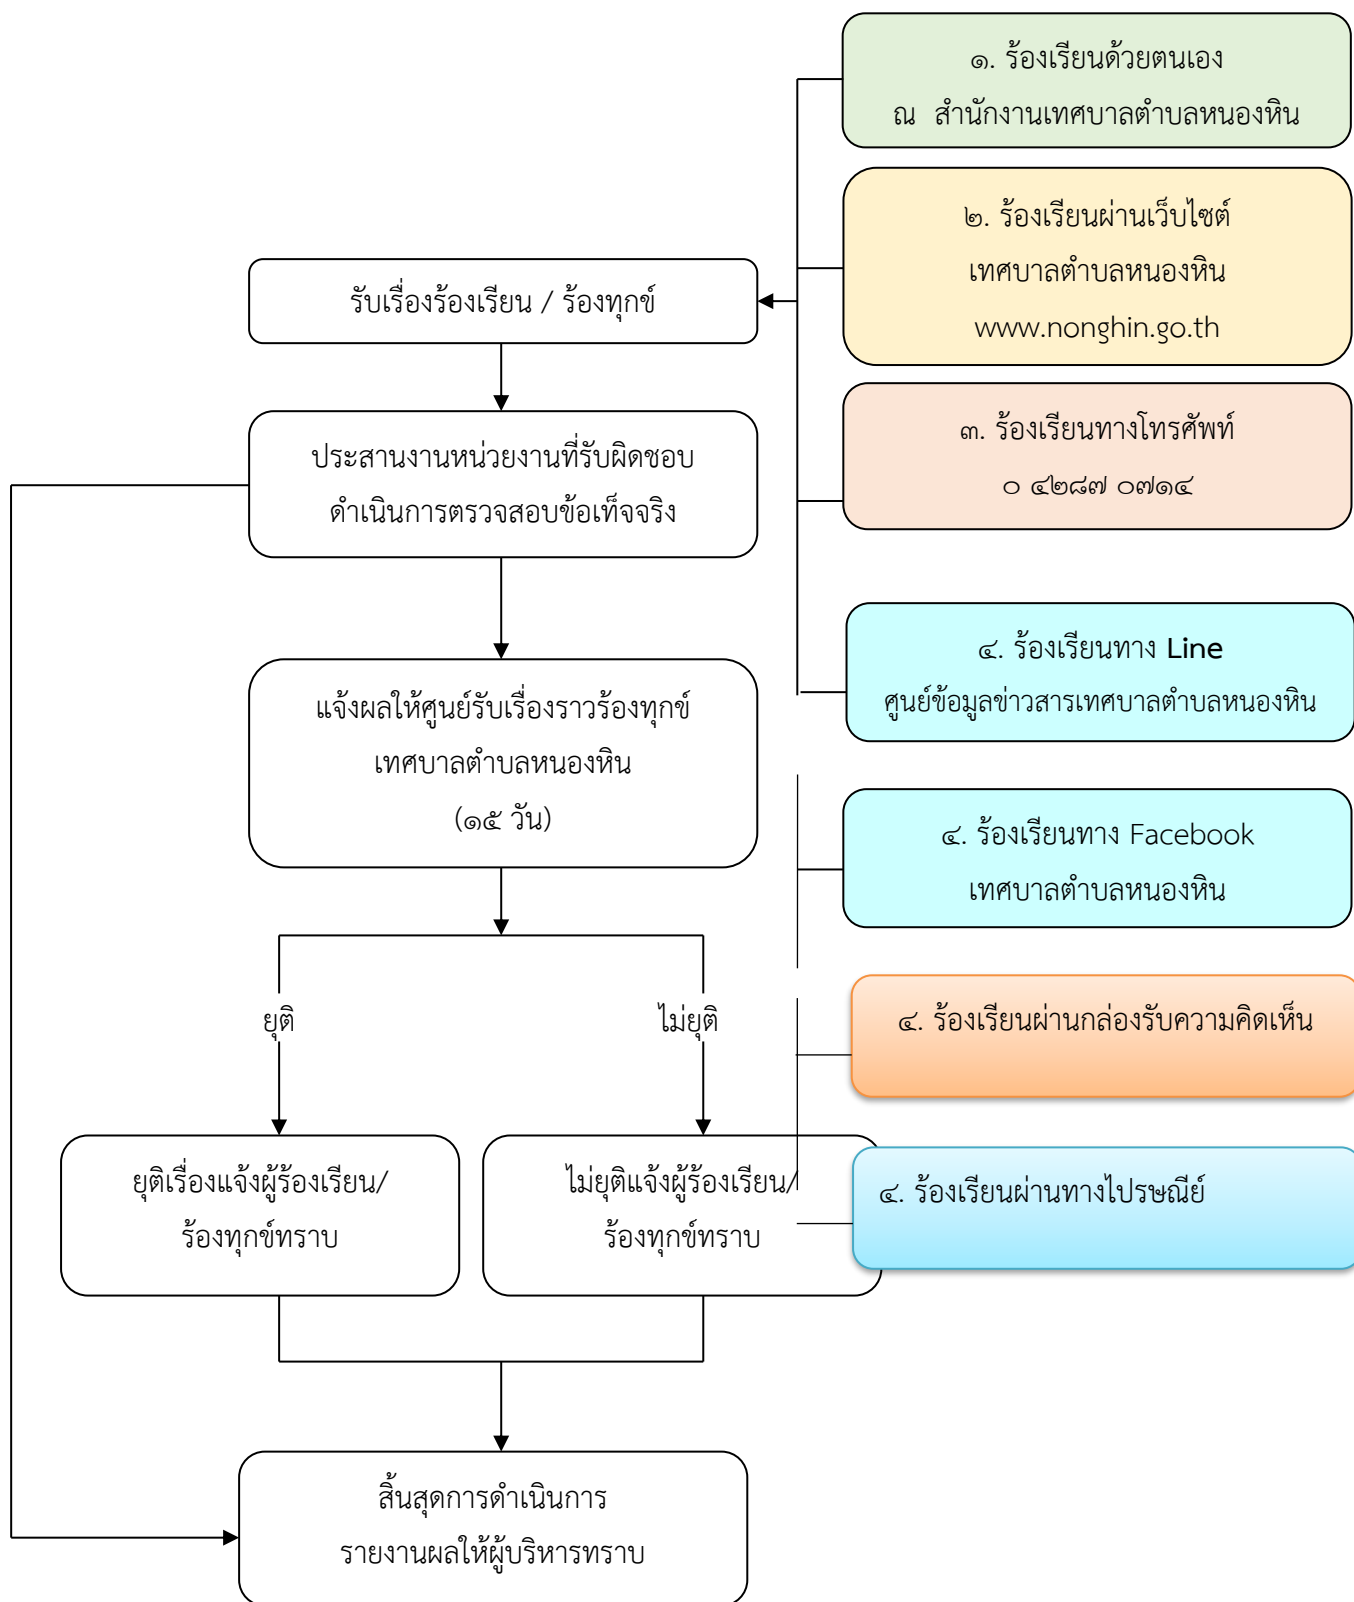 ๑. ร้องเรียนด้วยตนเอง
ณ สำนักงานเทศบาลตำบลหนองหิน
๒. ร้องเรียนผ่านเว็บไซต์
เทศบาลตำบลหนองหิน
www.nonghin.go.th
รับเรื่องร้องเรียน / ร้องทุกข์
๓. ร้องเรียนทางโทรศัพท์
๐ ๔๒๘๗ ๐๗๑๔
ประสานงานหน่วยงานที่รับผิดชอบ
ดำเนินการตรวจสอบข้อเท็จจริง
๔. ร้องเรียนทาง Line
ศูนย์ข้อมูลข่าวสารเทศบาลตำบลหนองหิน
แจ้งผลให้ศูนย์รับเรื่องราวร้องทุกข์
เทศบาลตำบลหนองหิน
(๑๕ วัน)
๔. ร้องเรียนทาง Facebook
เทศบาลตำบลหนองหิน
ยุติ
ไม่ยุติ
๔. ร้องเรียนผ่านกล่องรับความคิดเห็น
ยุติเรื่องแจ้งผู้ร้องเรียน/
ร้องทุกข์ทราบ
ไม่ยุติแจ้งผู้ร้องเรียน/
ร้องทุกข์ทราบ
๔. ร้องเรียนผ่านทางไปรษณีย์
สิ้นสุดการดำเนินการ
รายงานผลให้ผู้บริหารทราบ